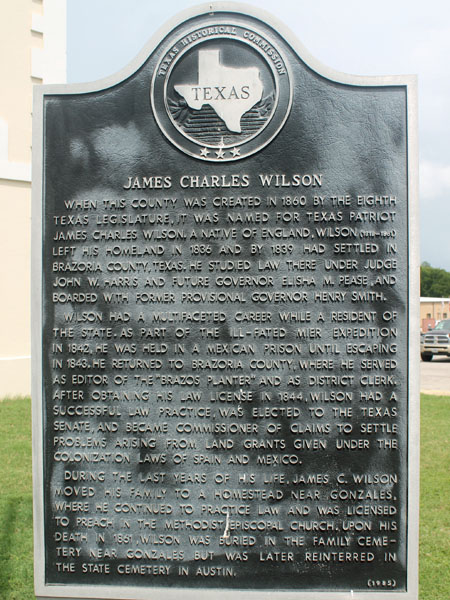 TEXAS HISTORICAL COMMISSION
TEXAS
JAMES CHARLES WILSON
WHEN THIS COUNTY WAS CREATED IN 1860 BY THE EIGHTH
TEXAS LEGISLATURE, IT WAS NAMED FOR TEXAS PATRIOT
JAMES CHARLES WILSON. A NATIVE OF ENGLAND, WILSON
LEFT HIS HOMELAND IN 1836 AND BY 1839 HAD SETTLED IN
BRAZORIA COUNTY, TEXAS. HE STUDIED LAW THERE UNDER JUDGE
JOHN W. HARRIS AND FUTURE GOVERNOR ELISHA M. PEASE, AND
BOARDED WITH FORMER PROVISIONAL GOVERNOR HENRY SMITH.
WILSON HAD A MULTI-FACETED CAREER WHILE A RESIDENT OF
THE STATE. AS PART OF THE ILL-FATED MIER EXPEDITION
IN 1842, HE WAS HELD IN A MEXICAN PRISON UNTIL ESCAPING
IN 1843. HE RETURNED TO BRAZORIA COUNTY, WHERE HE SERVED
AS EDITOR OF THE "BRAZOS PLANTER" AND AS DISTRICT CLERK.
AFTER OBTAINING HIS LAW LICENSE IN 1844, WILSON HAD A
SUCCESSFUL LAW PRACTICE, WAS ELECTED TO THE TEXAS
SENATE, AND BECAME COMMISSIONER OF CLAIMS TO SETTLE
PROBLEMS ARISING FROM LAND GRANTS GIVEN UNDER THE
COLONIZATION LAWS OF SPAIN AND MEXICO.
DURING THE LAST YEARS OF HIS LIFE, JAMES C. WILSON
MOVED HIS FAMILY TO A HOMESTEAD NEAR GONZALES,
WHERE HE CONTINUED TO PRACTICE LAW AND WAS LICENSED
TO PREACH IN THE METHODIST EPISCOPAL CHURCH. UPON HIS
DEATH IN 1861, WILSON WAS BURIED IN THE FAMILY CEME-
TERY NEAR GONZALES BUT WAS LATER REINTERRED IN
THE STATE CEMETERY IN AUSTIN.
(1985)